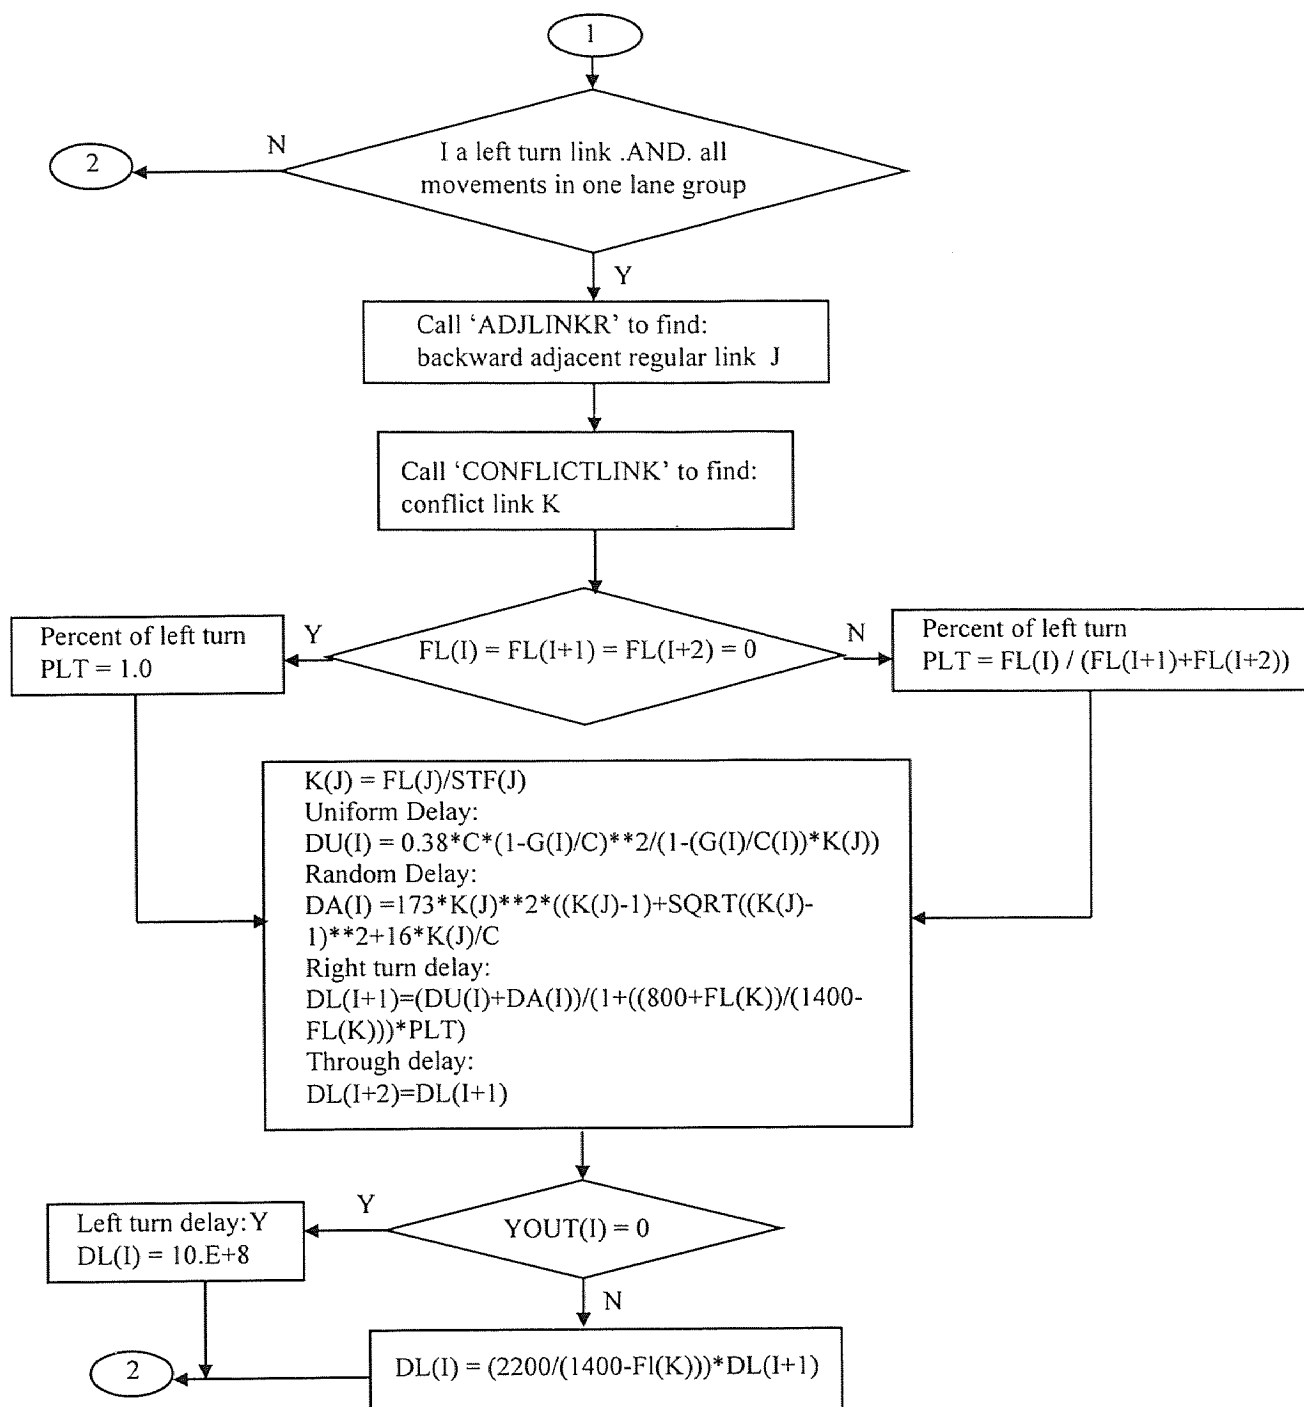 1
N
2
I a left turn link .AND. all
movements in one lane group
Y
Call ‘ADJLINKR’ to find:
backward adjacent regular link J
Call ‘CONFLICTLINK’ to find:
conflict link K
Percent of left turn
PLT = 1.0
Y
FL(I) = FL(I+1) = FL(I+2) = 0
N
Percent of left turn
PLT = FL(I) / (FL(I+1)+FL(I+2))
K(J) = FL(J)/STF(J)
Uniform Delay:
DU(I) = 0.38*C*(1-G(I)/C)**2/(1-(G(I)/C(I))*K(J))
Random Delay:
DA(I) =173*K(J)**2*((K(J)-1)+SQRT((K(J)-
1)**2+16*K(J)/C
Right turn delay:
DL(I+1)=(DU(I)+DA(I))/(1+((800+FL(K))/(1400-
FL(K)))*PLT)
Through delay:
DL(I+2)=DL(I+1)
Y
Left turn delay: Y
DL(I) = 10.E+8
YOUT(I) = 0
N
2
DL(I) = (2200/(1400-Fl(K)))*DL(I+1)